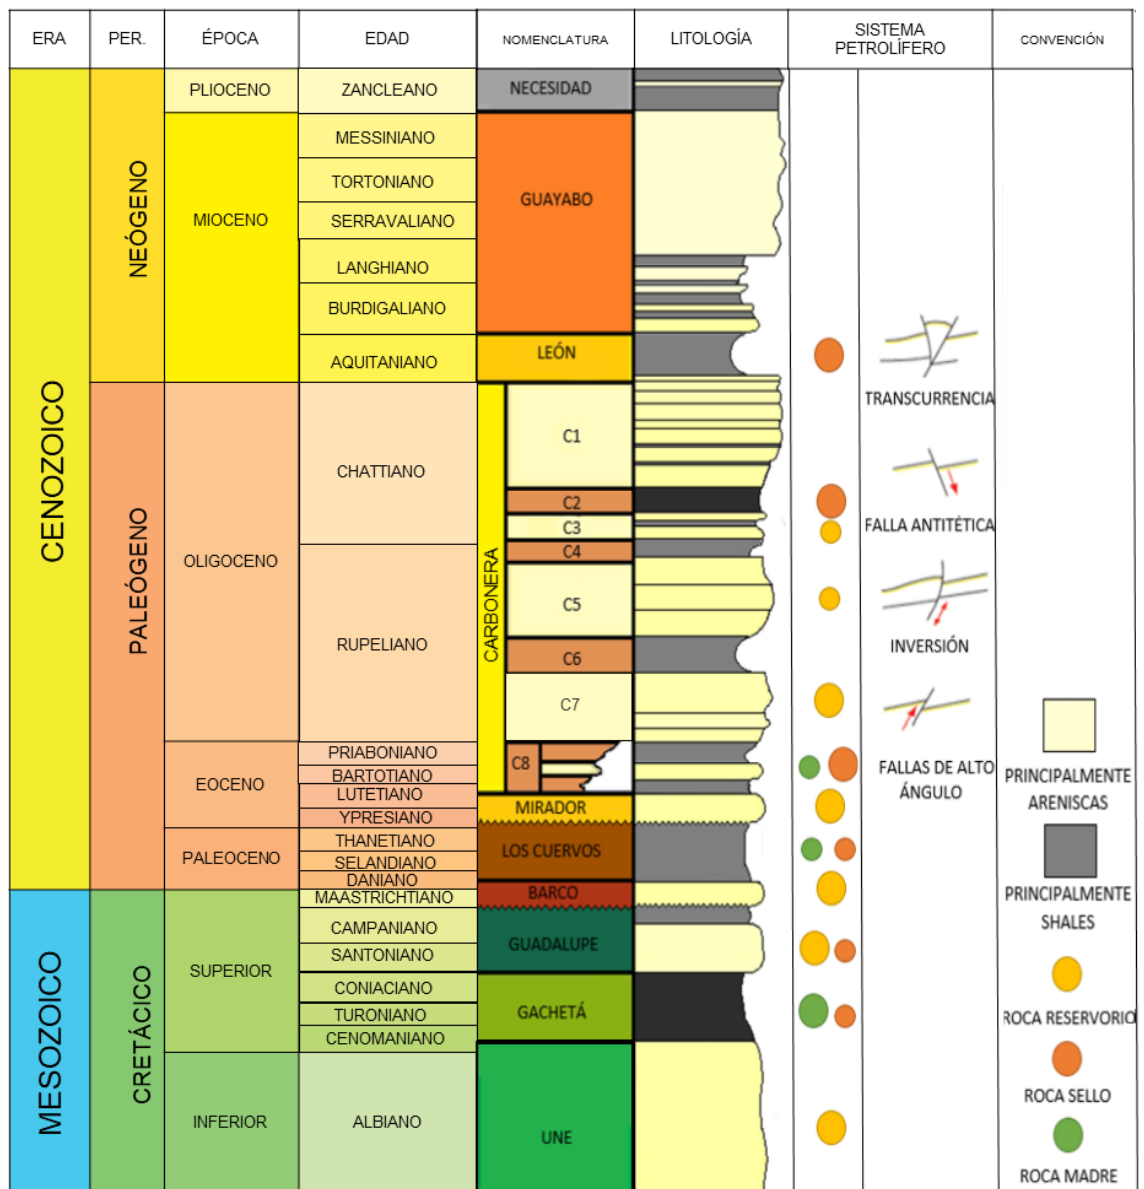 ERA
PER.
ÉPOCA
EDAD
NOMENCLATURA
LITOLOGÍA
SISTEMA
PETROLÍFERO
CONVENCIÓN
CENOZOICO
MESOZOICO
NEÓGENO
PALEÓGENO
CRETÁCICO
PLIOCENO
MIOCENO
OLIGOCENO
EOCENO
PALEOCENO
SUPERIOR
INFERIOR
ZANCLEANO
MESSINIANO
TORTONIANO
SERRAVALIANO
LANGHIANO
BURDIGALIANO
AQUITANIANO
CHATTIANO
RUPELIANO
PRIABONIANO
BARTOTIANO
LUTETIANO
YPRESIANO
THANETIANO
SELANDIANO
DANIANO
MAASTRICHTIANO
CAMPANIANO
SANTONIANO
CONIACIANO
TURONIANO
CENOMANIANO
ALBIANO
NECESIDAD
GUAYABO
LEÓN
CARBONERA
C1
C2
C3
C4
C5
C6
C7
C8
MIRADOR
LOS CUERVOS
BARCO
GUADALUPE
GACHETÁ
UNE
TRANSCURRENCIA
FALLA ANTITÉTICA
INVERSIÓN
FALLAS DE ALTO
ÁNGULO
PRINCIPALMENTE
ARENISCAS
PRINCIPALMENTE
SHALES
ROCA RESERVORIO
ROCA SELLO
ROCA MADRE